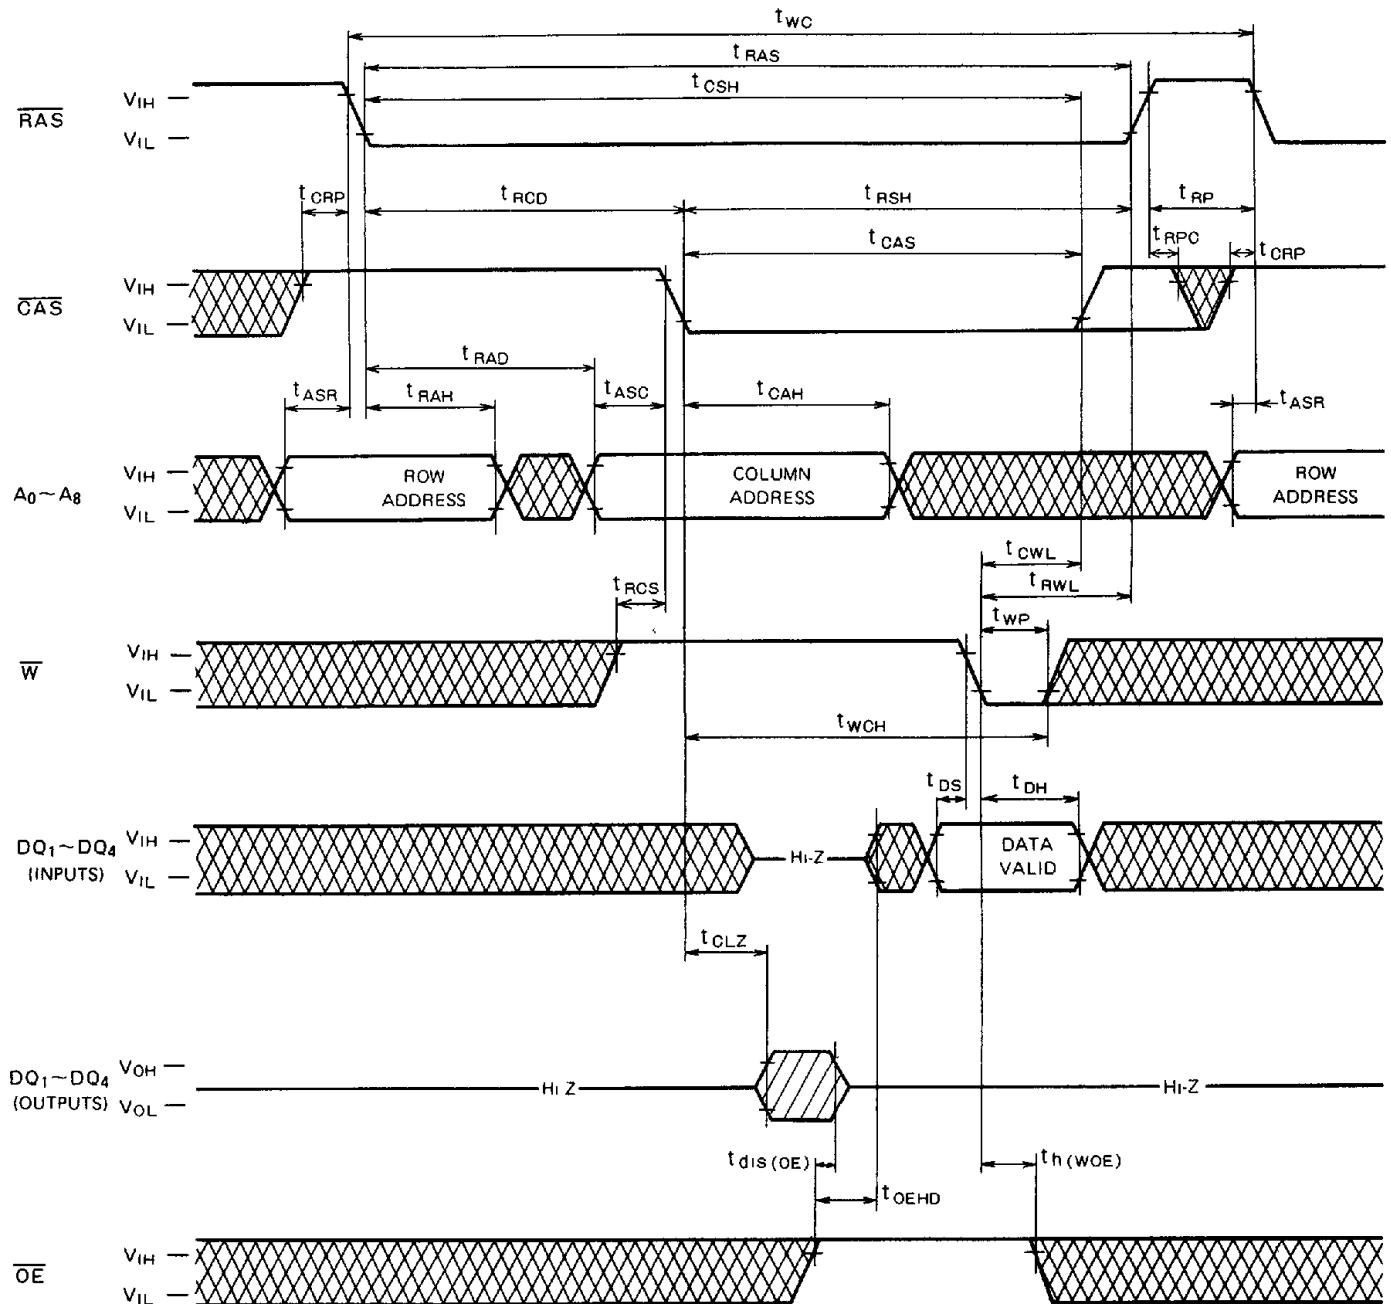 tWC
tRAS
tCSH
RAS
VIH
VIL
tCRP
tRCD
tRSH
tRP
tCAS
tRPC
tCRP
CAS
VIH
VIL
tRAD
tASR
tRAH
tASC
tCAH
tASR
A0~A8
VIH
VIL
ROW
ADDRESS
COLUMN
ADDRESS
ROW
ADDRESS
tCWL
tRCS
tRWL
tWP
W
VIH
VIL
tWCH
tDS
tDH
DQ1~DQ4
(INPUTS)
VIH
VIL
Hi-Z
DATA
VALID
tCLZ
DQ1~DQ4
(OUTPUTS)
VOH
VOL
Hi Z
Hi-Z
tdis(OE)
th(WOE)
tOEHD
OE
VIH
VIL